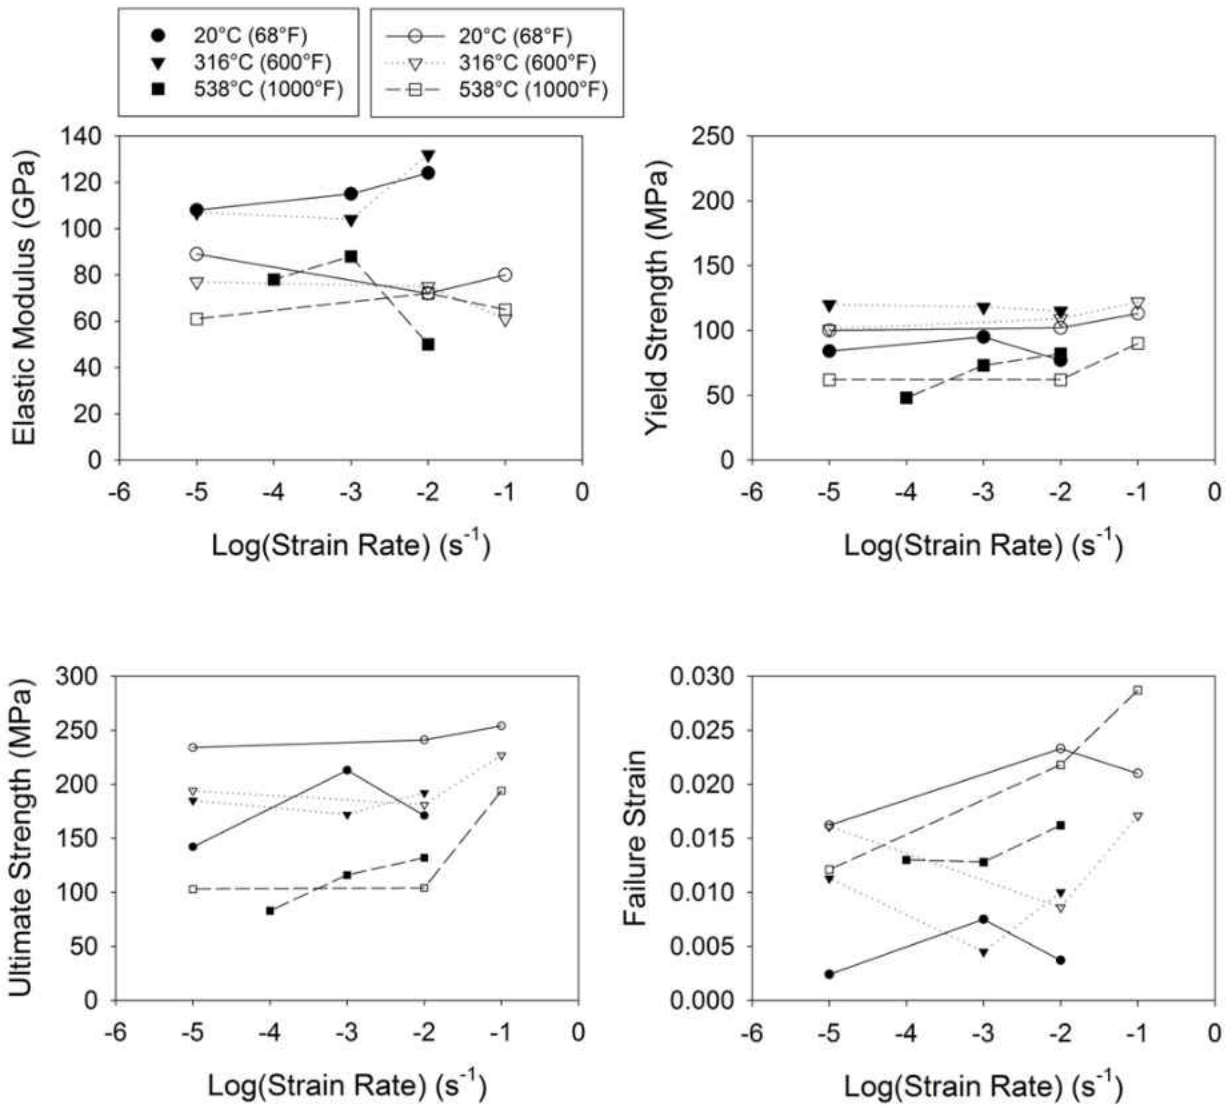 20°C (68°F)
316°C (600°F)
538°C (1000°F)
20°C (68°F)
316°C (600°F)
538°C (1000°F)
Elastic Modulus (GPa)
140
120
100
80
60
40
20
0
-6 -5 -4 -3 -2 -1 0
Log(Strain Rate) (s⁻¹)
Yield Strength (MPa)
250
200
150
100
50
0
-6 -5 -4 -3 -2 -1 0
Log(Strain Rate) (s⁻¹)
Ultimate Strength (MPa)
300
250
200
150
100
50
0
-6 -5 -4 -3 -2 -1 0
Log(Strain Rate) (s⁻¹)
Failure Strain
0.030
0.025
0.020
0.015
0.010
0.005
0.000
-6 -5 -4 -3 -2 -1 0
Log(Strain Rate) (s⁻¹)